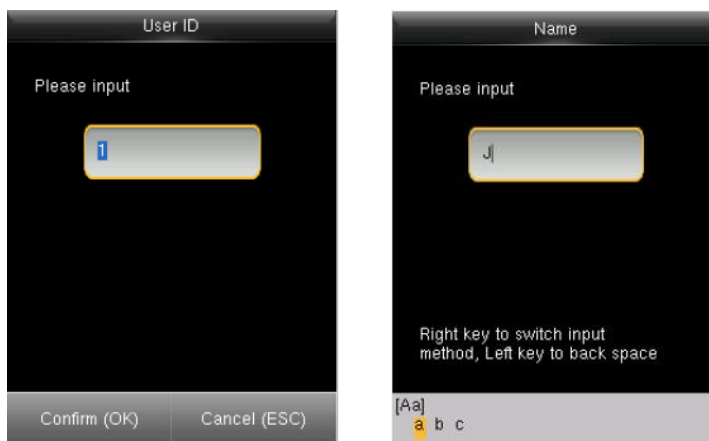 User ID
Please input
1
Confirm (OK) Cancel (ESC)
Name
Please input
J
Right key to switch input
method, Left key to back space
[Aa]
a b c